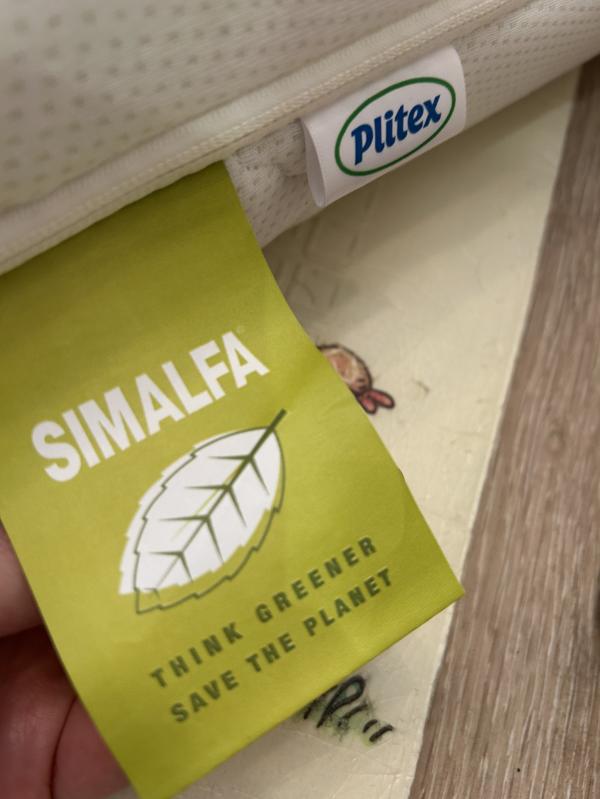 Plitex
SIMALFA
THINK GREENER
SAVE THE PLANET